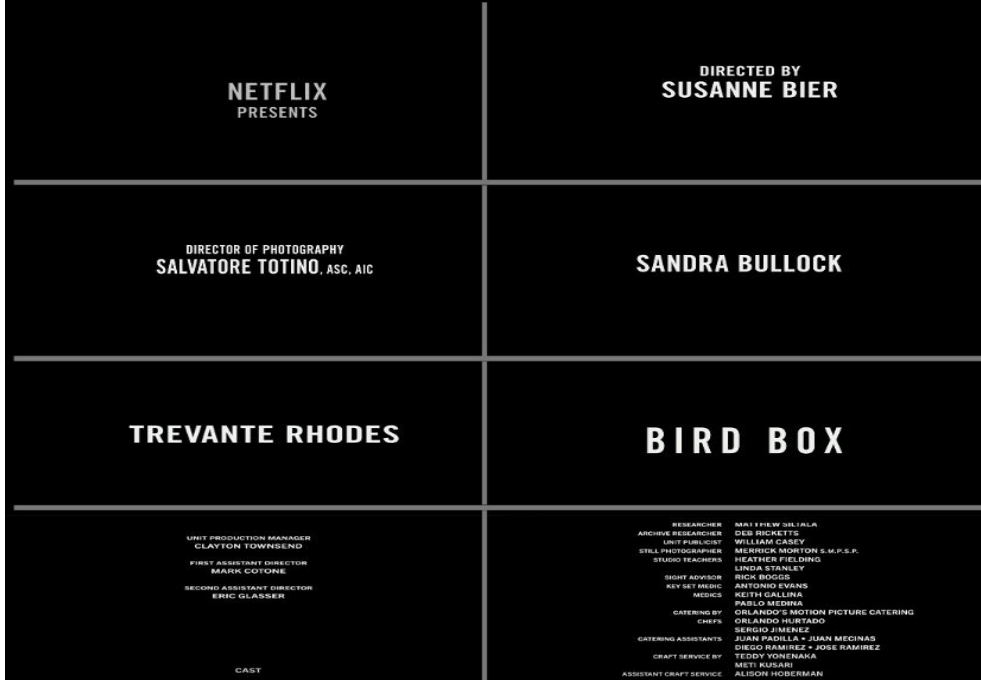 NETFLIX
PRESENTS
DIRECTED BY
SUSANNE BIER
DIRECTOR OF PHOTOGRAPHY
SALVATORE TOTINO, ASC, AIC
SANDRA BULLOCK
TREVANTE RHODES
BIRD BOX
UNIT PRODUCTION MANAGER
CLAYTON TOWNSEND
FIRST ASSISTANT DIRECTOR
MARK COTONE
SECOND ASSISTANT DIRECTOR
ERIC GLASSER
CAST
RESEARCHER MATTHEW SILTALA
ARCHIVE RESEARCHER DEB RICKETTS
UNIT PUBLICIST WILLIAM CASEY
STILL PHOTOGRAPHER MERRICK MORTON S.M.P.S.P.
STUDIO TEACHERS HEATHER FIELDING
LINDA STANLEY
SIGHT ADVISOR RICK BOGGS
KEY SET MEDIC ANTONIO EVANS
MEDICS KEITH GALLINA
PABLO MEDINA
CATERING BY ORLANDO'S MOTION PICTURE CATERING
CHEFS ORLANDO HURTADO
SERGIO JIMENEZ
CATERING ASSISTANTS JUAN PADILLA • JUAN MECINAS
DIEGO RAMIREZ • JOSE RAMIREZ
CRAFT SERVICE BY TEDDY YONENAKA
METI KUSARI
ASSISTANT CRAFT SERVICE ALISON HOBERMAN